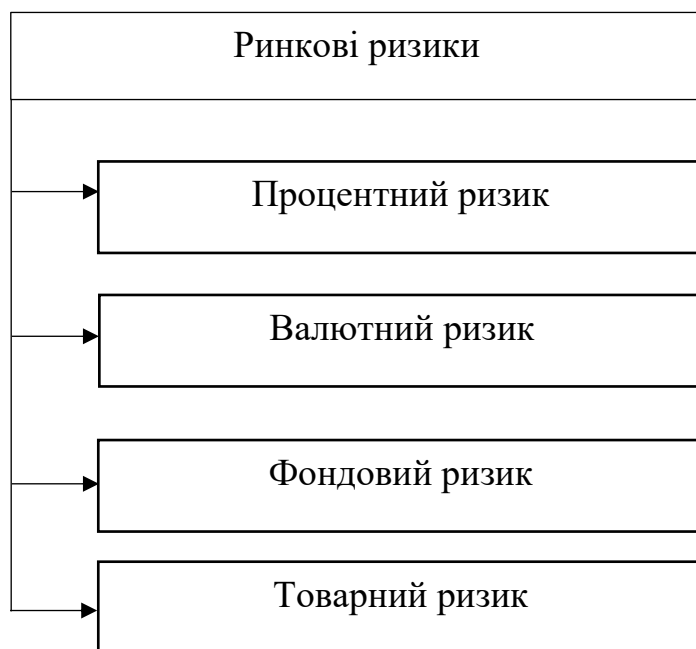 Ринкові ризики
Процентний ризик
Валютний ризик
Фондовий ризик
Товарний ризик